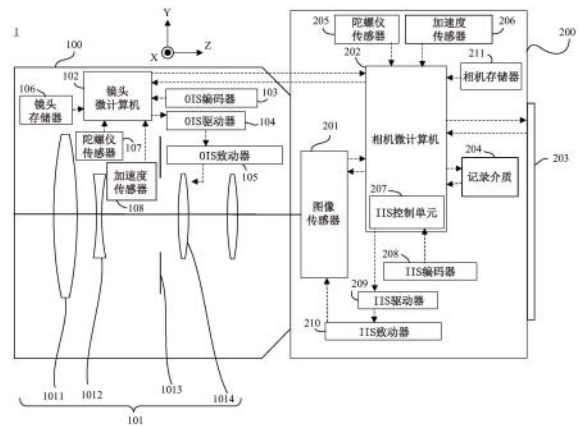 1
100
Y
X
Z
205
陀螺仪
传感器
加速度
传感器
206
200
106
102
202
211
镜头
存储器
镜头
微计算机
OIS编码器
103
相机存储器
OIS驱动器
104
陀螺仪
传感器
107
OIS致动器
105
201
相机微计算机
204
203
加速度
传感器
108
图像
传感器
207
IIS控制单元
记录介质
208
IIS编码器
209
IIS驱动器
210
IIS致动器
1011
1012
1013
1014
101